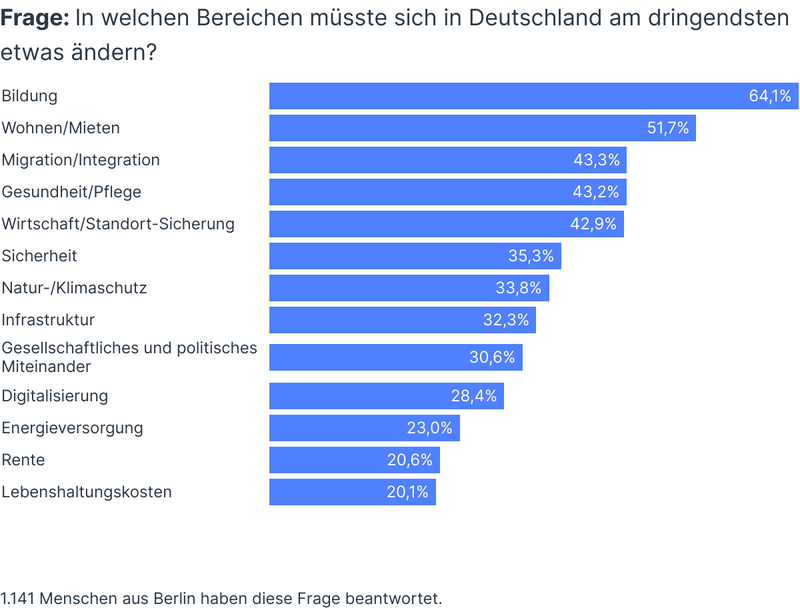 Frage: In welchen Bereichen müsste sich in Deutschland am dringendsten
etwas ändern?
Bildung 64,1%
Wohnen/Mieten 51,7%
Migration/Integration 43,3%
Gesundheit/Pflege 43,2%
Wirtschaft/Standort-Sicherung 42,9%
Sicherheit 35,3%
Natur-/Klimaschutz 33,8%
Infrastruktur 32,3%
Gesellschaftliches und politisches
Miteinander 30,6%
Digitalisierung 28,4%
Energieversorgung 23,0%
Rente 20,6%
Lebenshaltungskosten 20,1%
1.141 Menschen aus Berlin haben diese Frage beantwortet.